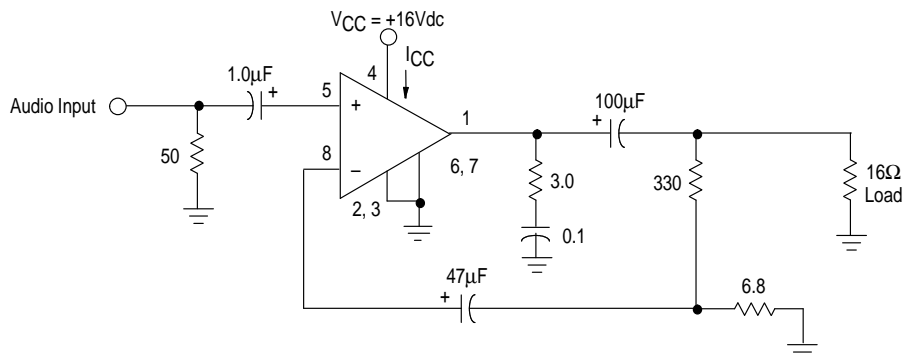 VCC = +16Vdc
ICC
1.0μF
+
4
Audio Input
5
+
1
100μF
+
50
8
–
6, 7
3.0
330
16Ω
Load
2, 3
0.1
47μF
+
6.8